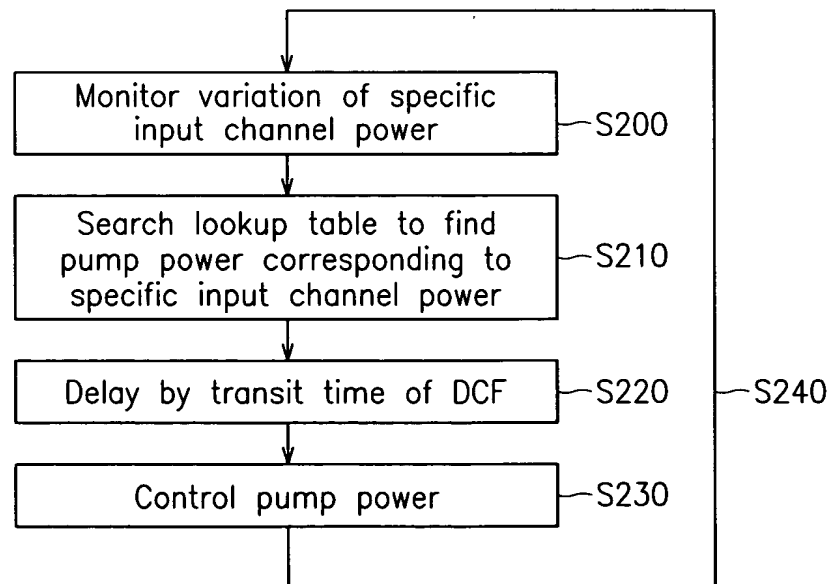 Monitor variation of specific
input channel power
S200
Search lookup table to find
pump power corresponding to
specific input channel power
S210
Delay by transit time of DCF
S220
S240
Control pump power
S230